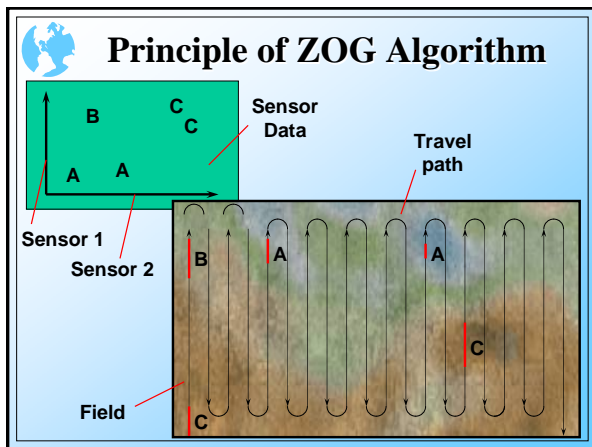 Principle of ZOG Algorithm
B
C
C
A
A
Sensor
Data
Sensor 1
Sensor 2
Travel
path
B
A
A
C
Field
C